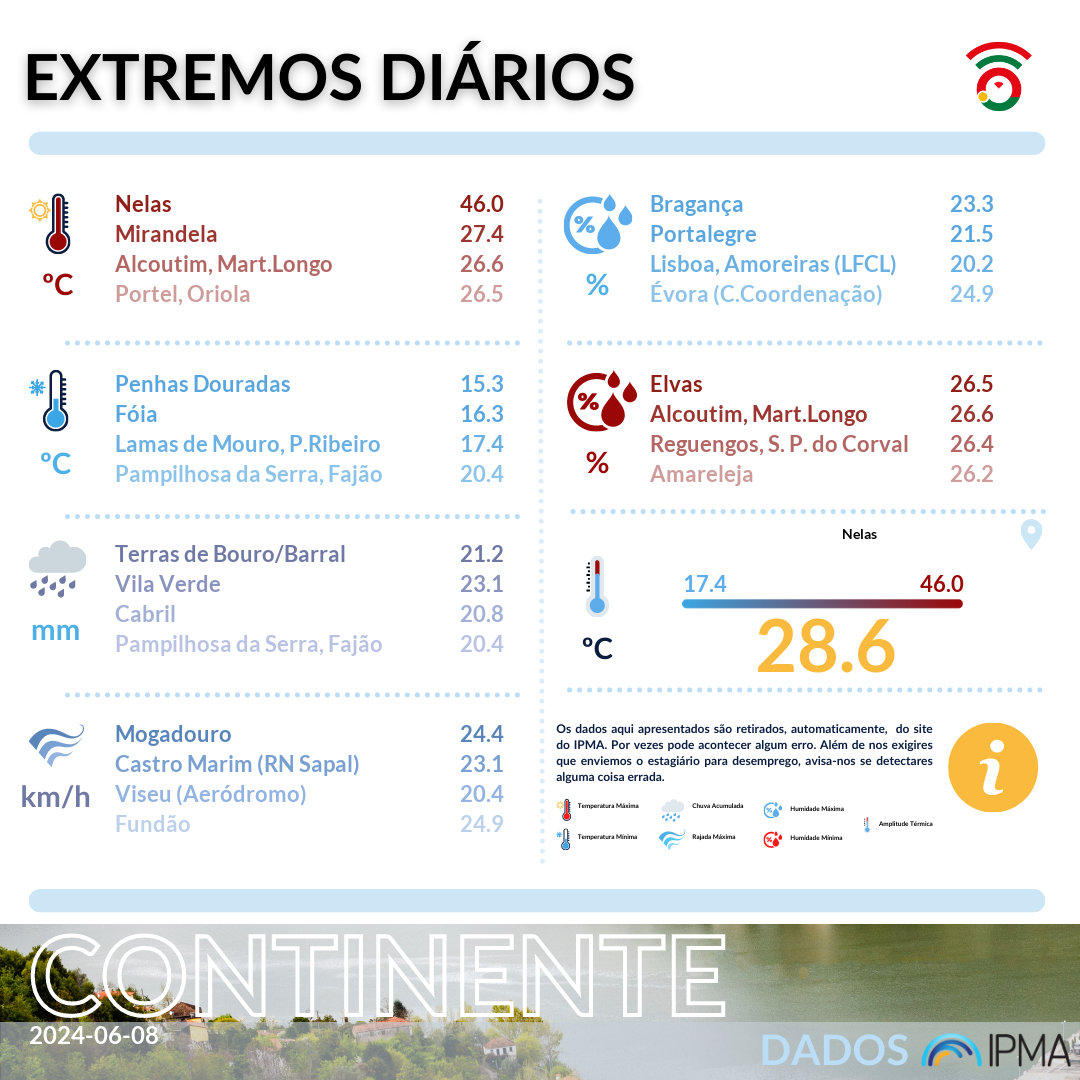 EXTREMOS DIÁRIOS
Nelas 46.0
Mirandela 27.4
Alcoutim, Mart.Longo 26.6
Portel, Oriola 26.5
ºC
Penhas Douradas 15.3
Fóia 16.3
Lamas de Mouro, P.Ribeiro 17.4
Pampilhosa da Serra, Fajão 20.4
ºC
Terras de Bouro/Barral 21.2
Vila Verde 23.1
Cabril 20.8
Pampilhosa da Serra, Fajão 20.4
mm
Mogadouro 24.4
Castro Marim (RN Sapal) 23.1
Viseu (Aeródromo) 20.4
Fundão 24.9
km/h
%
Bragança 23.3
Portalegre 21.5
Lisboa, Amoreiras (LFCL) 20.2
Évora (C.Coordenação) 24.9
%
%
Elvas 26.5
Alcoutim, Mart.Longo 26.6
Reguengos, S. P. do Corval 26.4
Amareleja 26.2
%
Nelas
17.4 46.0
28.6
ºC
Os dados aqui apresentados são retirados, automaticamente, do site
do IPMA. Por vezes pode acontecer algum erro. Além de nos exigires
que enviemos o estagiário para desemprego, avisa-nos se detectares
alguma coisa errada.
i
Temperatura Máxima
Chuva Acumulada
Humidade Máxima
Amplitude Térmica
Temperatura Mínima
Rajada Máxima
Humidade Mínima
CONTINENTE
2024-06-08
DADOS IPMA